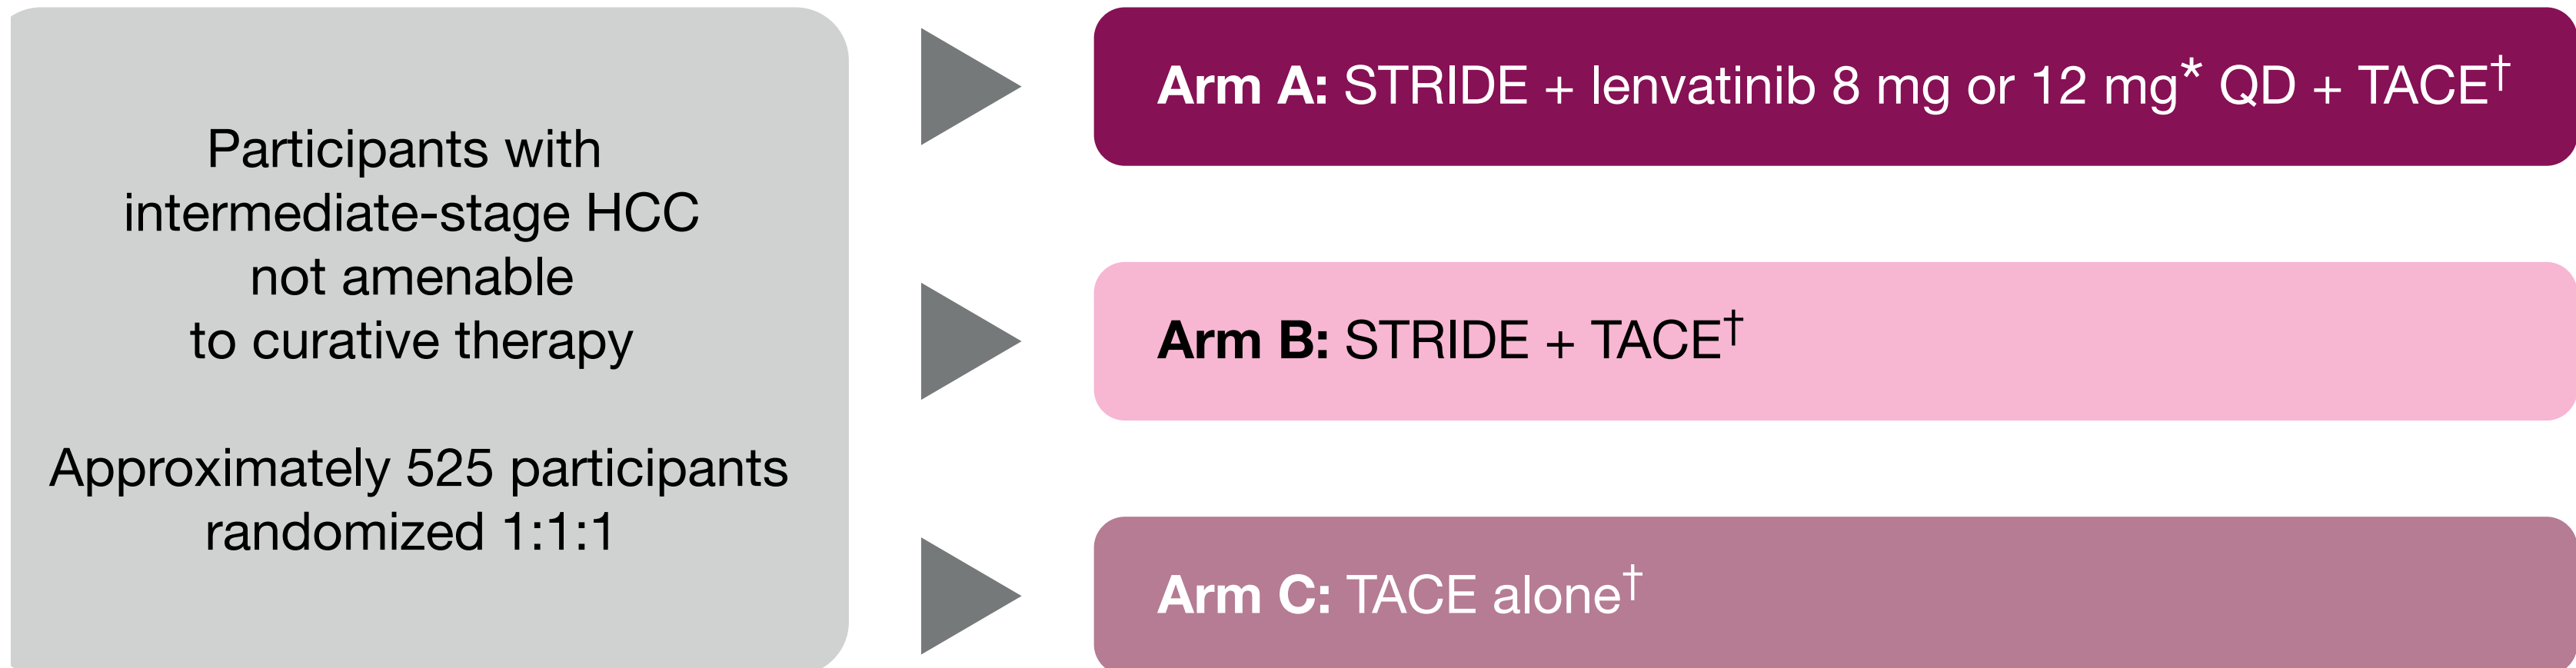 Participants with
intermediate-stage HCC
not amenable
to curative therapy
Approximately 525 participants
randomized 1:1:1
Arm A: STRIDE + lenvatinib 8 mg or 12 mg* QD + TACE†
Arm B: STRIDE + TACE†
Arm C: TACE alone†